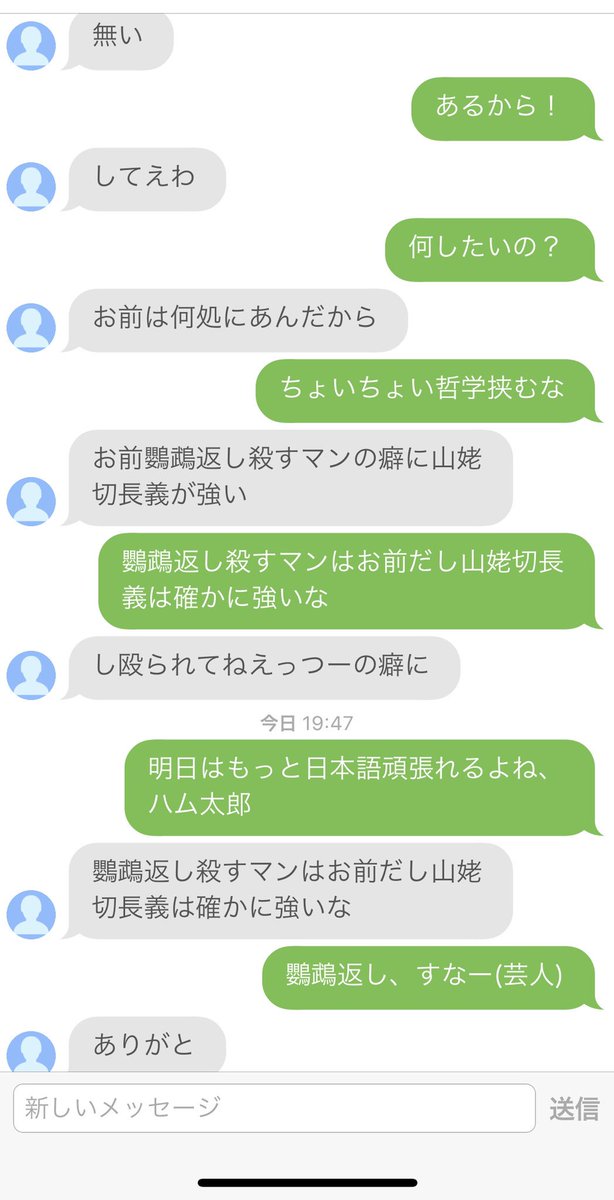 無い
あるから！
してえわ
何したいの？
お前は何処にあんだから
ちょいちょい哲学挟むな
お前鸚鵡返し殺すマンの癖に山姥
切長義が強い
鸚鵡返し殺すマンはお前だし山姥切長
義は確かに強いな
し殴られてねえっつーの癖に
今日 19:47
明日はもっと日本語頑張れるよね、
ハム太郎
鸚鵡返し殺すマンはお前だし山姥
切長義は確かに強いな
鸚鵡返し、すなー(芸人)
ありがと
新しいメッセージ
送信